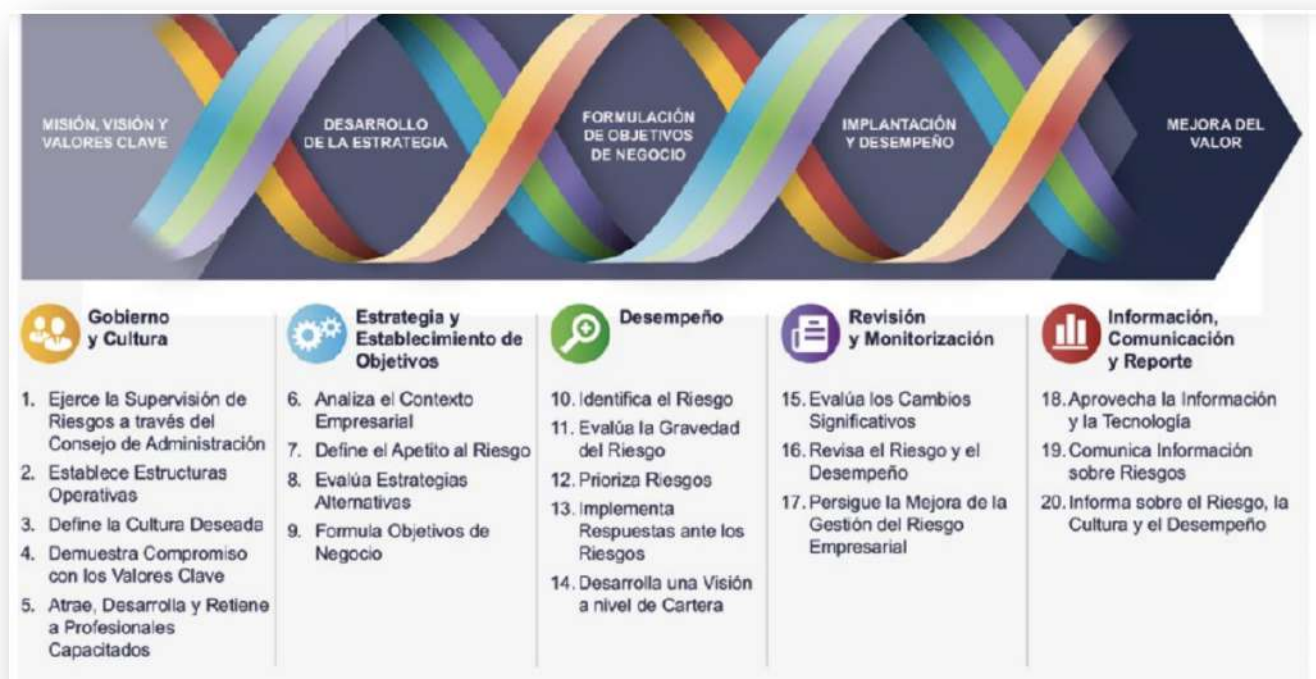 MISIÓN, VISIÓN Y
VALORES CLAVE
DESARROLLO
DE LA ESTRATEGIA
FORMULACIÓN
DE OBJETIVOS
DE NEGOCIO
IMPLANTACIÓN
Y DESEMPEÑO
MEJORA DEL
VALOR
Gobierno
y Cultura
1. Ejerce la Supervisión de
Riesgos a través del
Consejo de Administración
2. Establece Estructuras
Operativas
3. Define la Cultura Deseada
4. Demuestra Compromiso
con los Valores Clave
5. Atrae, Desarrolla y Retiene
a Profesionales
Capacitados
Estrategia y
Establecimiento de
Objetivos
6. Analiza el Contexto
Empresarial
7. Define el Apetito al Riesgo
8. Evalúa Estrategias
Alternativas
9. Formula Objetivos de
Negocio
Desempeño
10. Identifica el Riesgo
11. Evalúa la Gravedad
del Riesgo
12. Prioriza Riesgos
13. Implementa
Respuestas ante los
Riesgos
14. Desarrolla una Visión
a nivel de Cartera
Revisión
y Monitorización
15. Evalúa los Cambios
Significativos
16. Revisa el Riesgo y el
Desempeño
17. Persigue la Mejora de la
Gestión del Riesgo
Empresarial
Información,
Comunicación
y Reporte
18. Aprovecha la Información
y la Tecnología
19. Comunica Información
sobre Riesgos
20. Informa sobre el Riesgo, la
Cultura y el Desempeño